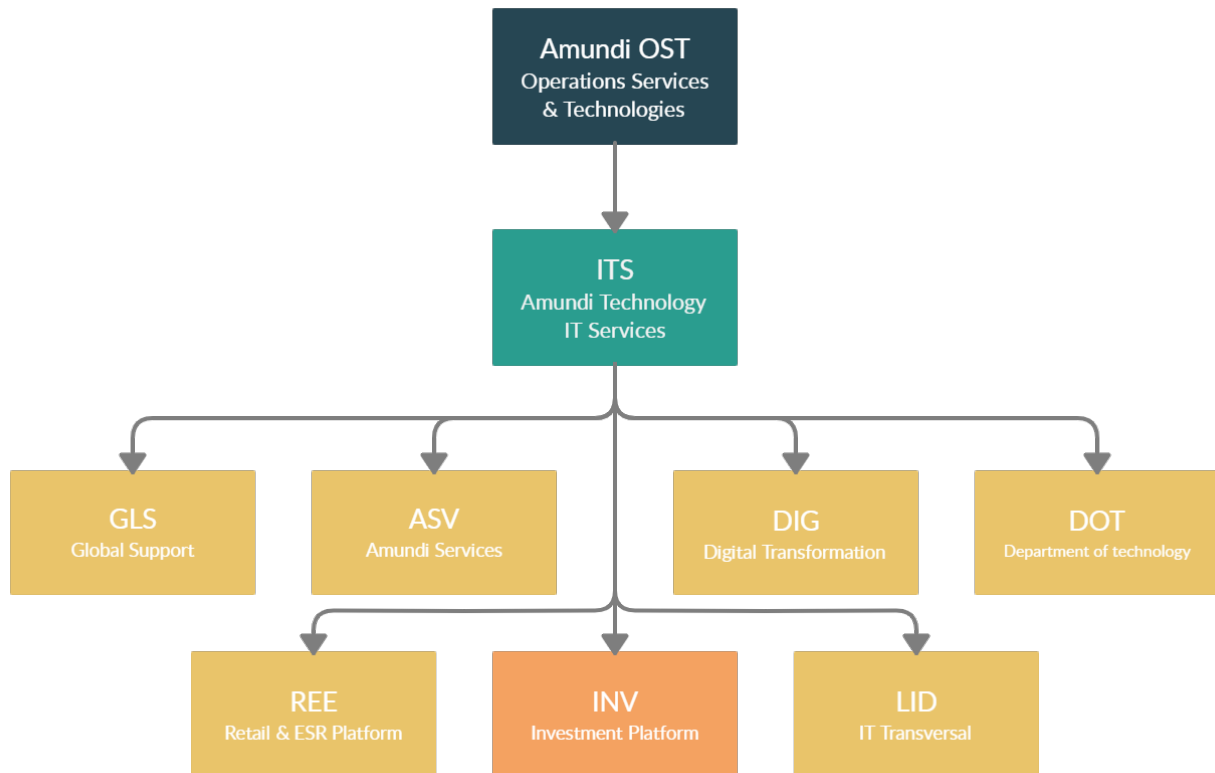 Amundi OST
Operations Services
& Technologies
ITS
Amundi Technology
IT Services
GLS
Global Support
ASV
Amundi Services
DIG
Digital Transformation
DOT
Department of technology
REE
Retail & ESR Platform
INV
Investment Platform
LID
IT Transversal